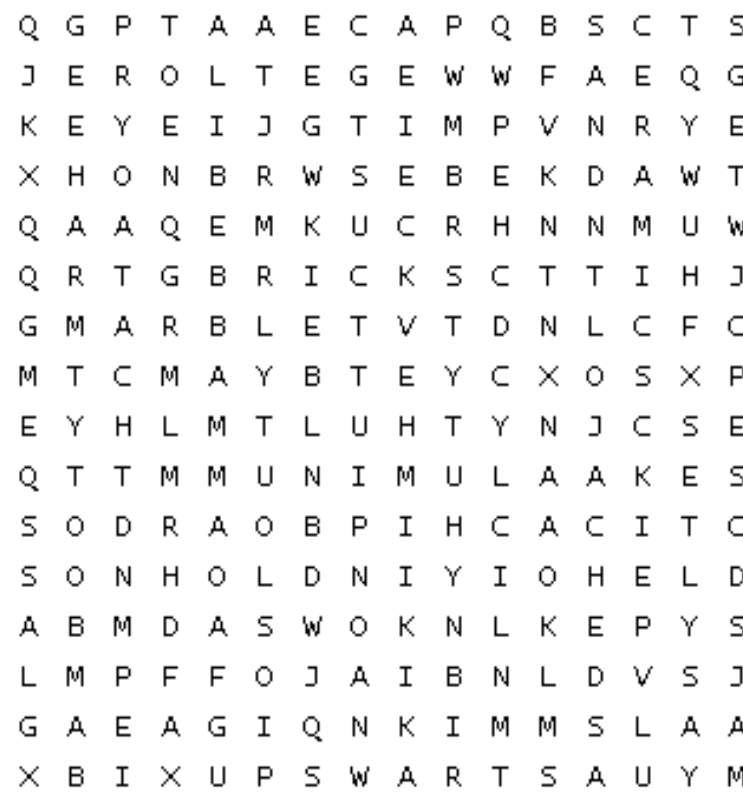 Q G P T A A E C A P Q B S C T S
J E R O L T E G E W W F A E Q G
K E Y E I J G T I M P V N R Y E
X H O N B R W S E B E K D A W T
Q A A Q E M K U C R H N N M U W
Q R T G B R I C K S C T T I H J
G M A R B L E T V T D N L C F C
M T C M A Y B T E Y C X O S X P
E Y H L M T L U H T Y N J C S E
Q T T M M U N I M U L A A K E S
S O D R A O B P I H C A C I T C
S O N H O L D N I Y I O H E L D
A B M D A S W O K N L K E P Y S
L M P F F O J A I B N L D V S J
G A E A G I Q N K I M M S L A A
X B I X U P S W A R T S A U Y M